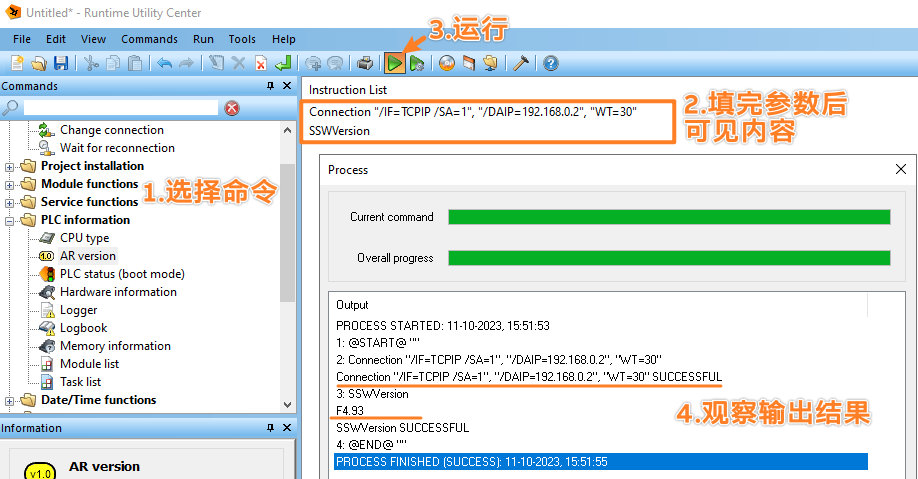 Untitled* - Runtime Utility Center
File Edit View Commands Run Tools Help
3.运行
Commands
Change connection
Wait for reconnection
Project installation
Module functions
Service functions
PLC information
CPU type
1.0 AR version
PLC status (boot mode)
Hardware information
Logger
Logbook
Memory information
Module list
Task list
Date/Time functions
1.选择命令
Information
v1.0 AR version
Instruction List
Connection "/IF=TCPIP /SA=1", "/DAIP=192.168.0.2", "WT=30"
SSWVersion
2.填完参数后
可见内容
Process
Current command
Overall progress
Output
PROCESS STARTED: 11-10-2023, 15:51:53
1: @START@ ""
2: Connection "/IF=TCPIP /SA=1", "/DAIP=192.168.0.2", "WT=30"
Connection "/IF=TCPIP /SA=1", "/DAIP=192.168.0.2", "WT=30" SUCCESSFUL
3: SSWVersion
F4.93
SSWVersion SUCCESSFUL
4: @END@ ""
PROCESS FINISHED (SUCCESS): 11-10-2023, 15:51:55
4.观察输出结果